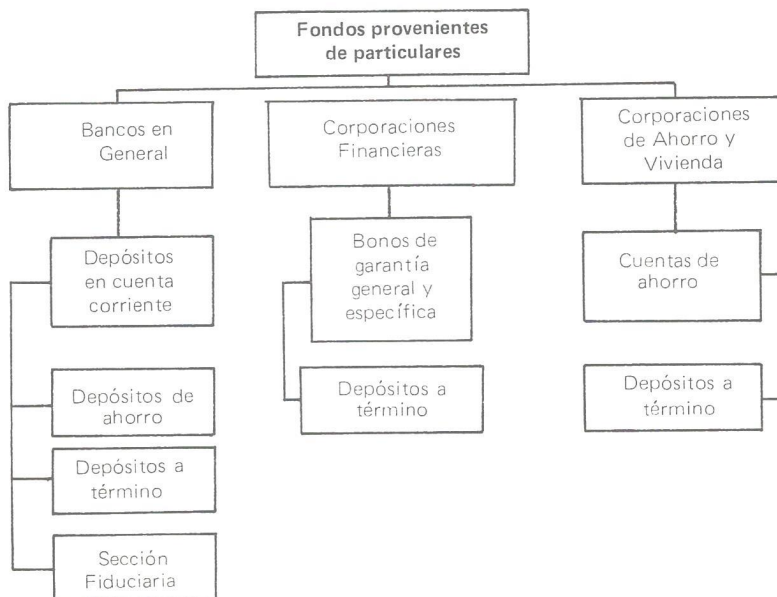 Fondos provenientes
de particulares
Bancos en
General
Corporaciones
Financieras
Corporaciones
de Ahorro y
Vivienda
Depósitos
en cuenta
corriente
Bonos de
garantía
general y
específica
Cuentas de
ahorro
Depósitos de
ahorro
Depósitos a
término
Depósitos a
término
Depósitos a
término
Sección
Fiduciaria